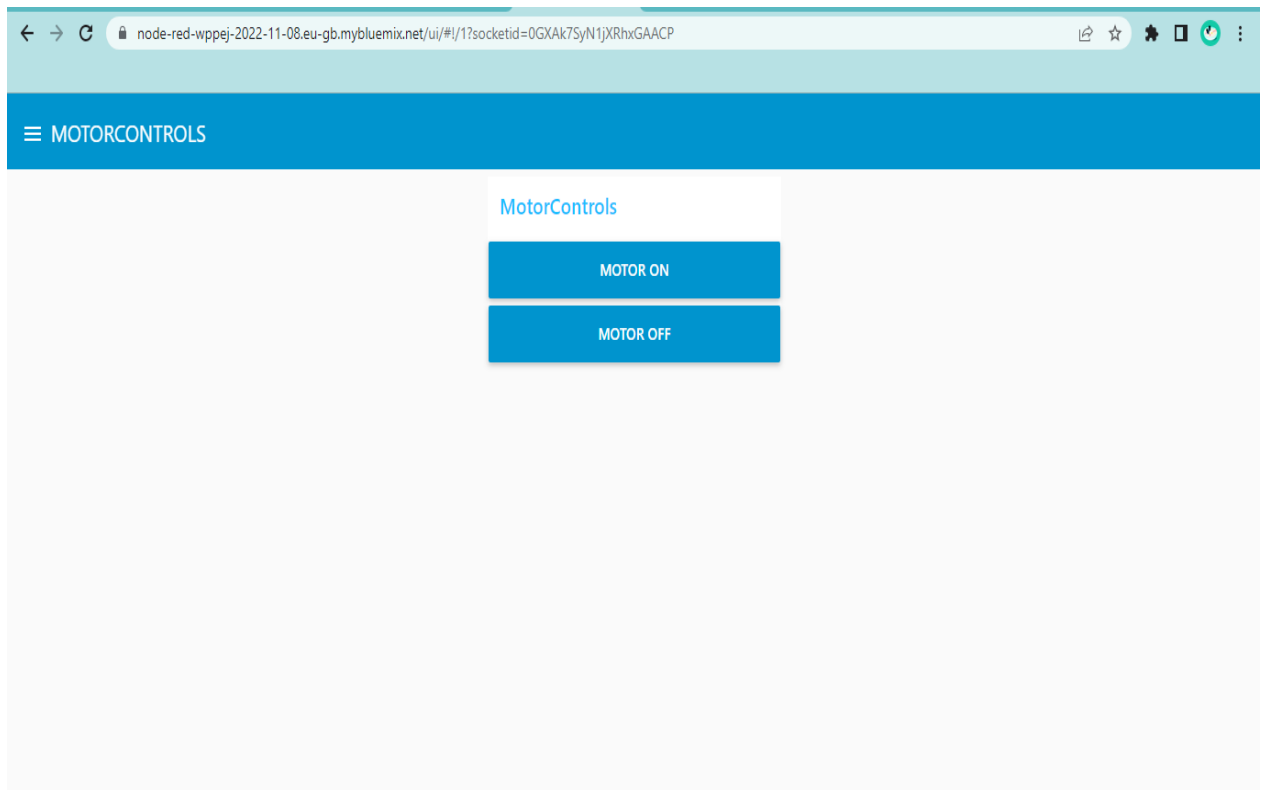 node-red-wppej-2022-11-08.eu-gb.mybluemix.net/ui/#!/1?socketid=0GXAk7SyN1jXRhxGAACP
MOTORCONTROLS
MotorControls
MOTOR ON
MOTOR OFF